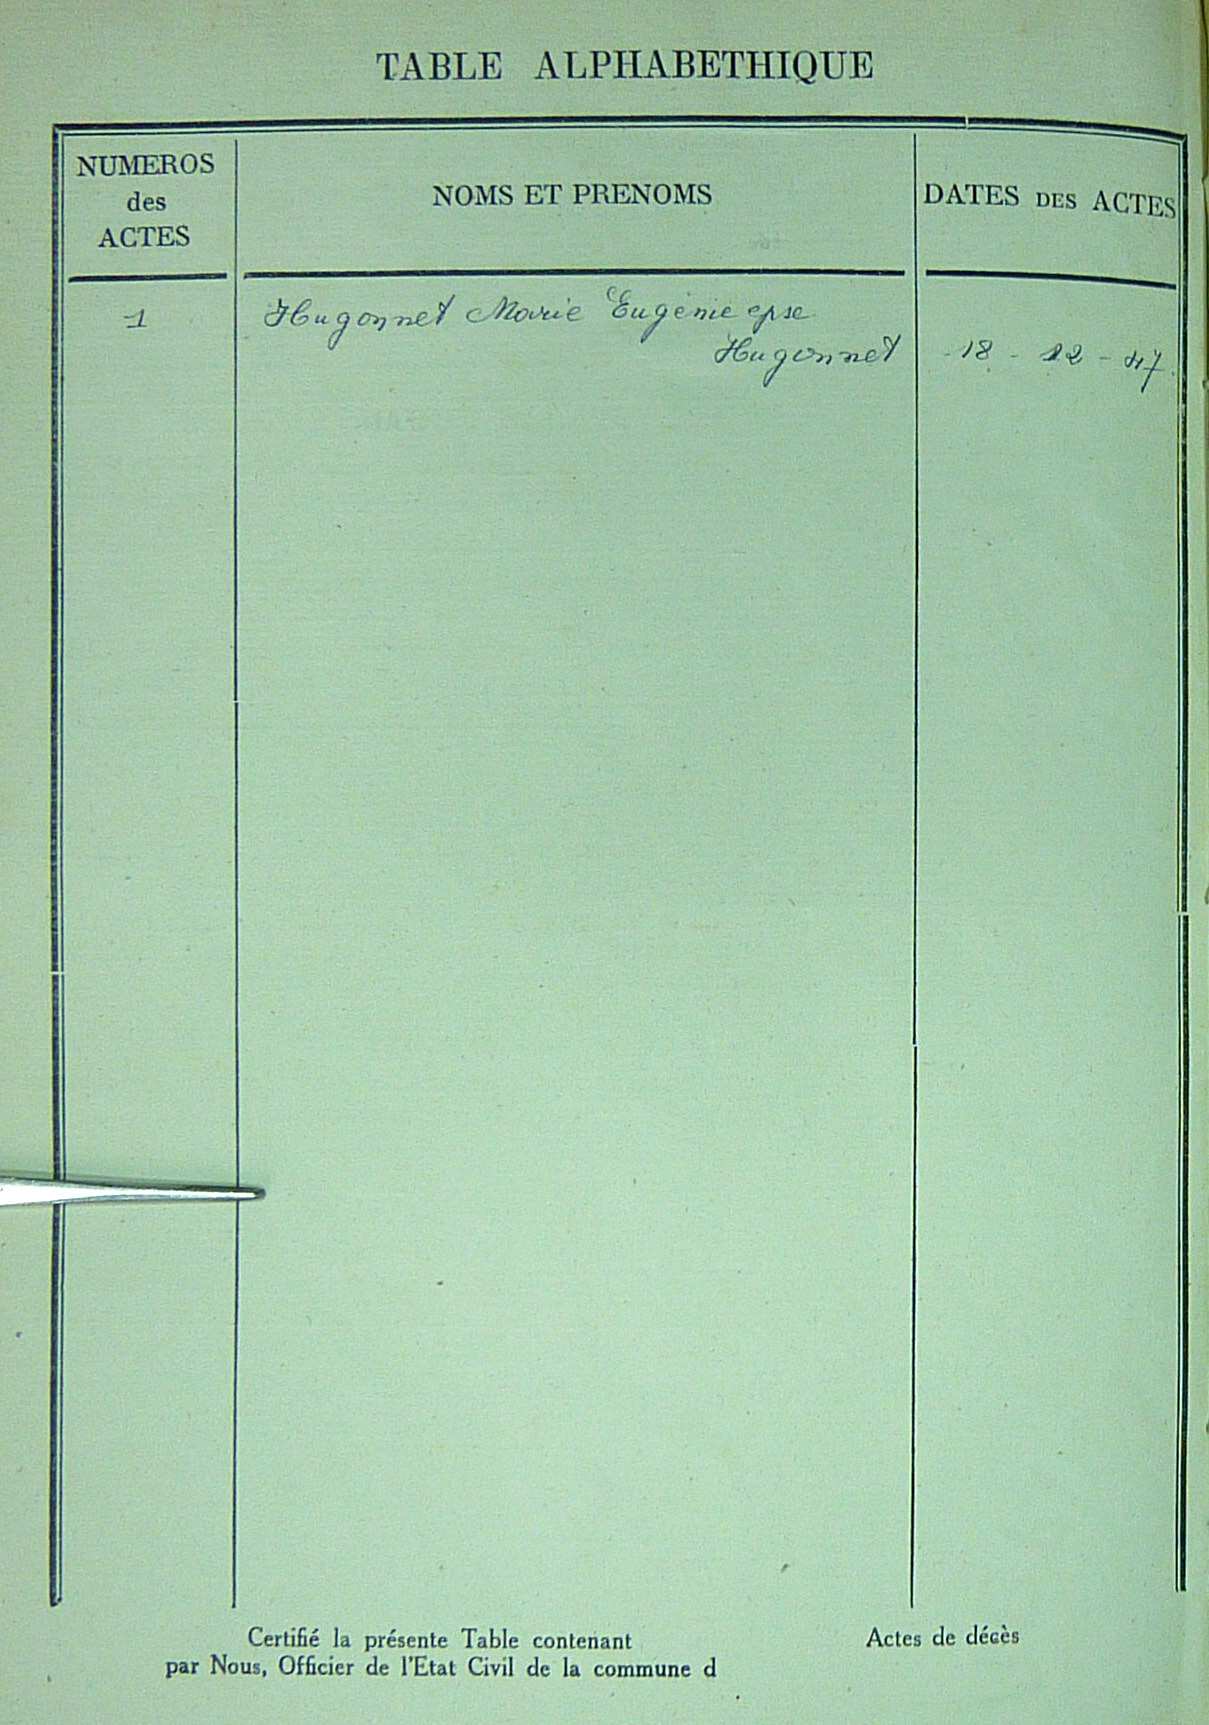 TABLE ALPHABETHIQUE
NUMEROS
des
ACTES
NOMS ET PRENOMS
DATES DES ACTES
1
Hugonnet Marie Eugénie epse
Hugonnet
18 - 12 - 47.
Certifié la présente Table contenant
Actes de décès
par Nous, Officier de l'Etat Civil de la commune d